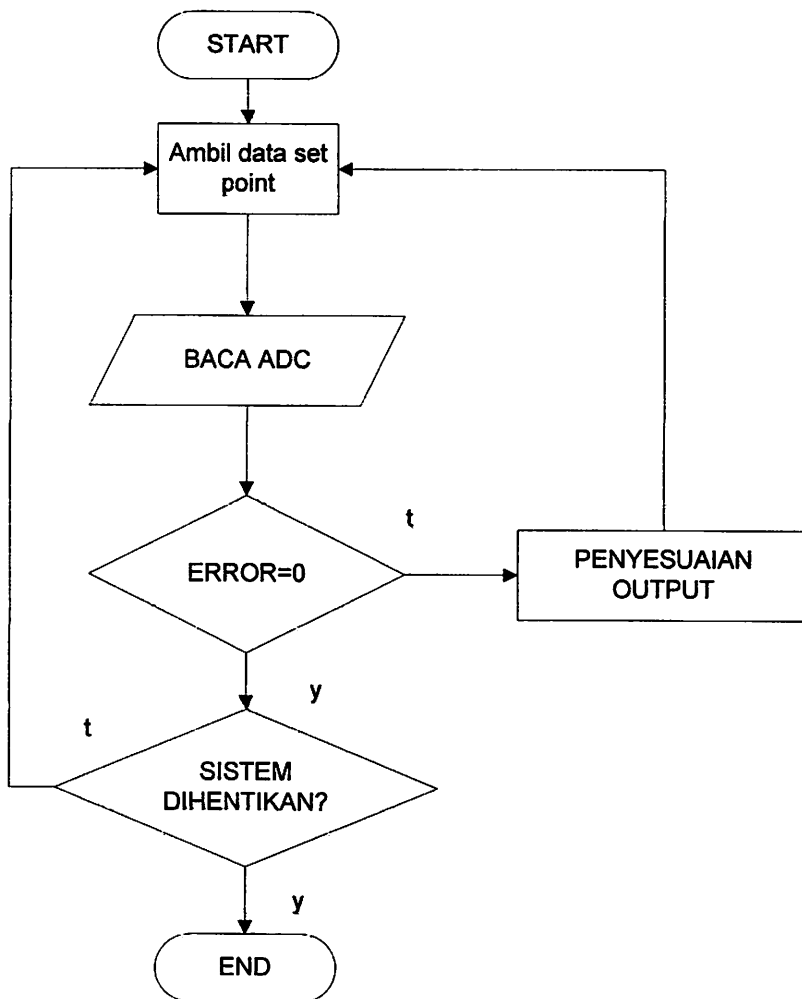 START
Ambil data set
point
BACA ADC
t
ERROR=0
PENYESUAIAN
OUTPUT
y
t
SISTEM
DIHENTIKAN?
y
END